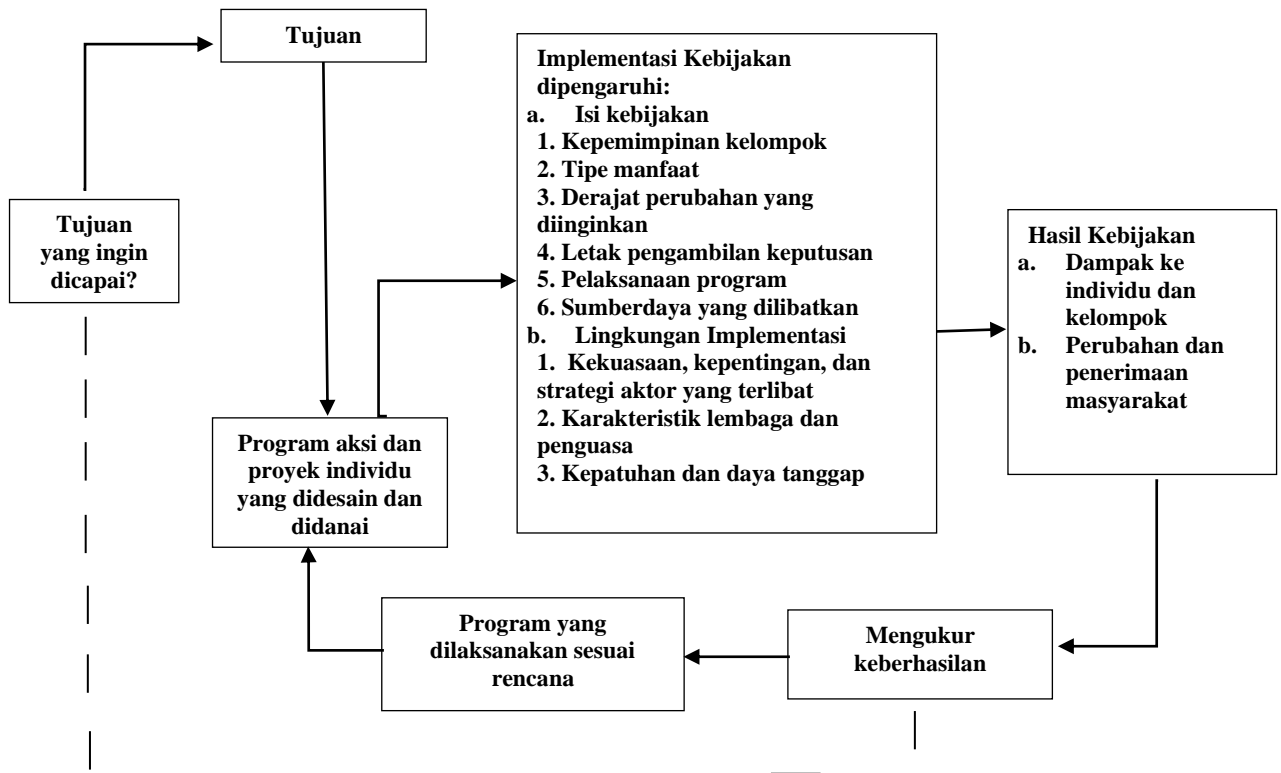 Tujuan
Tujuan
yang ingin
dicapai?
Program aksi dan
proyek individu
yang didesain dan
didanai
Implementasi Kebijakan
dipengaruhi:
a. Isi kebijakan
1. Kepemimpinan kelompok
2. Tipe manfaat
3. Derajat perubahan yang
diinginkan
4. Letak pengambilan keputusan
5. Pelaksanaan program
6. Sumberdaya yang dilibatkan
b. Lingkungan Implementasi
1. Kekuasaan, kepentingan, dan
strategi aktor yang terlibat
2. Karakteristik lembaga dan
penguasa
3. Kepatuhan dan daya tanggap
Hasil Kebijakan
a. Dampak ke
individu dan
kelompok
b. Perubahan dan
penerimaan
masyarakat
Program yang
dilaksanakan sesuai
rencana
Mengukur
keberhasilan